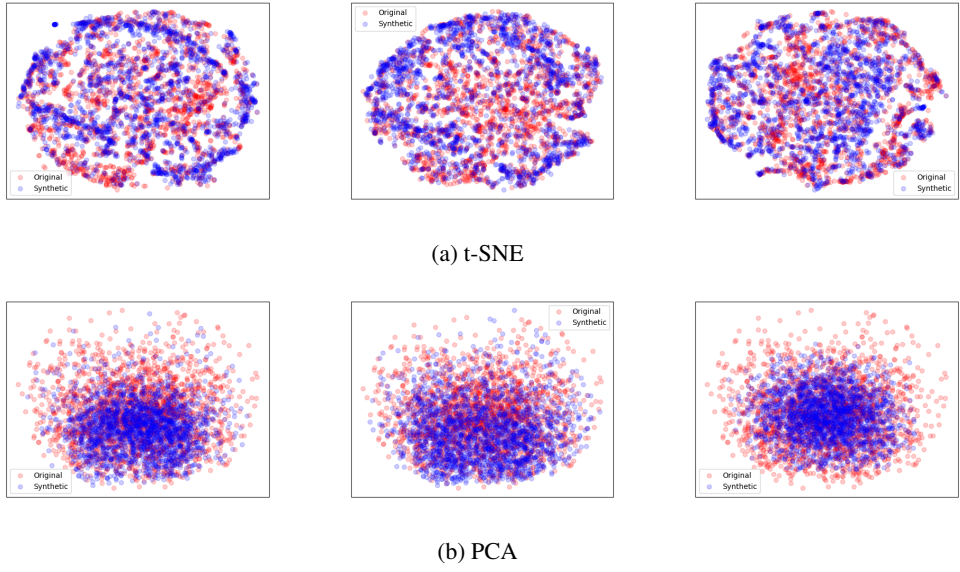 Original
Synthetic
Original
Synthetic
Original
Synthetic
(a) t-SNE
Original
Synthetic
Original
Synthetic
Original
Synthetic
(b) PCA